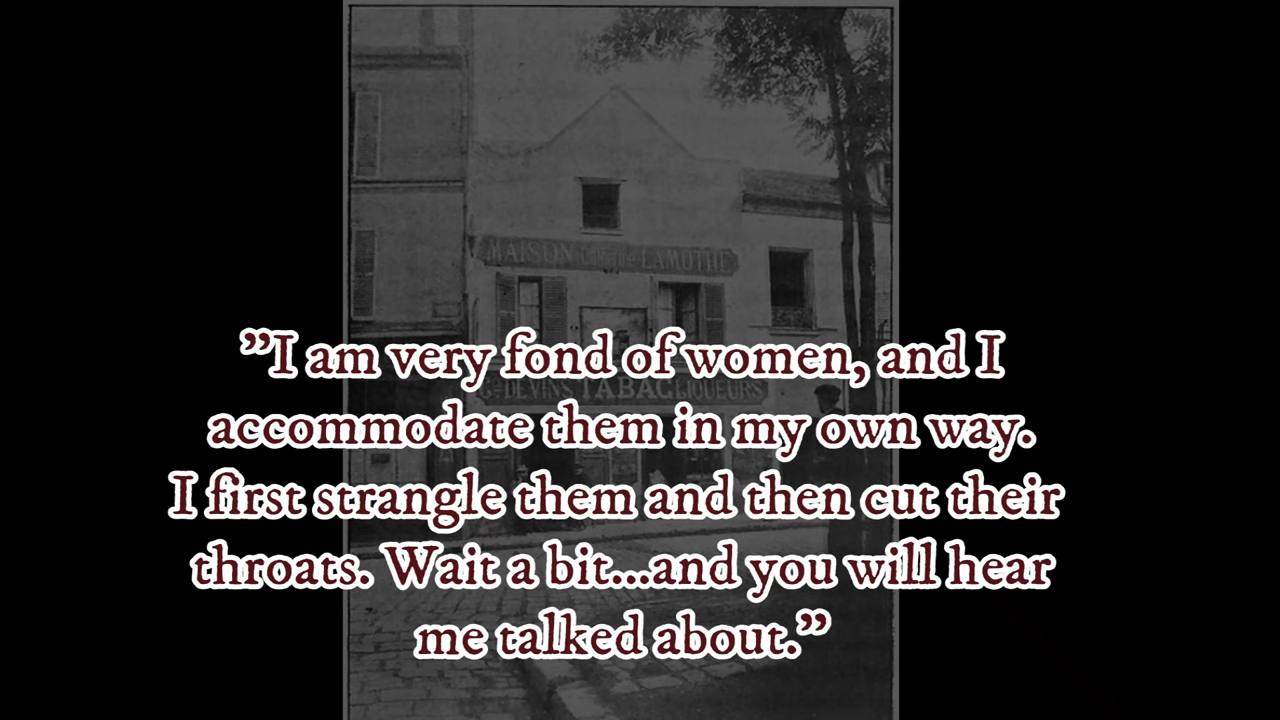 MAISON LAMOTHE
"I am very fond of women, and I
DE VINS TABAC LIQUEURS
accommodate them in my own way.
I first strangle them and then cut their
throats. Wait a bit...and you will hear
me talked about."